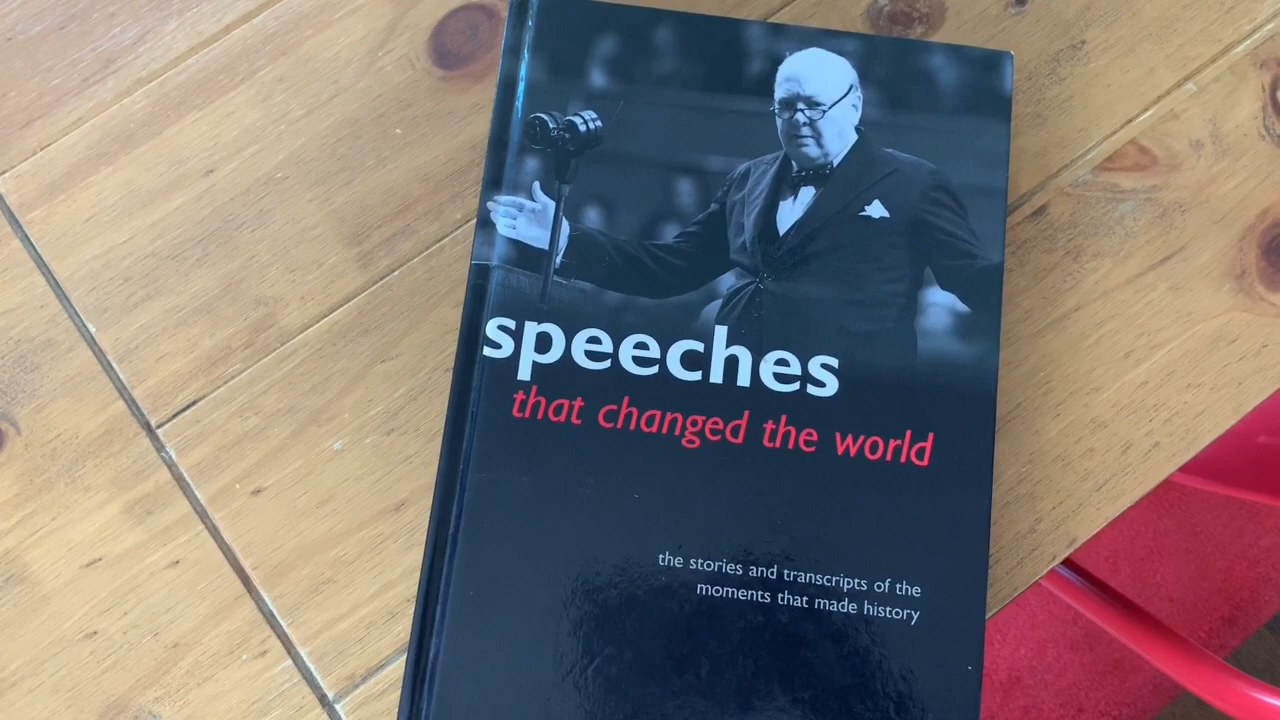 speeches
that changed the world
the stories and transcripts of the
moments that made history